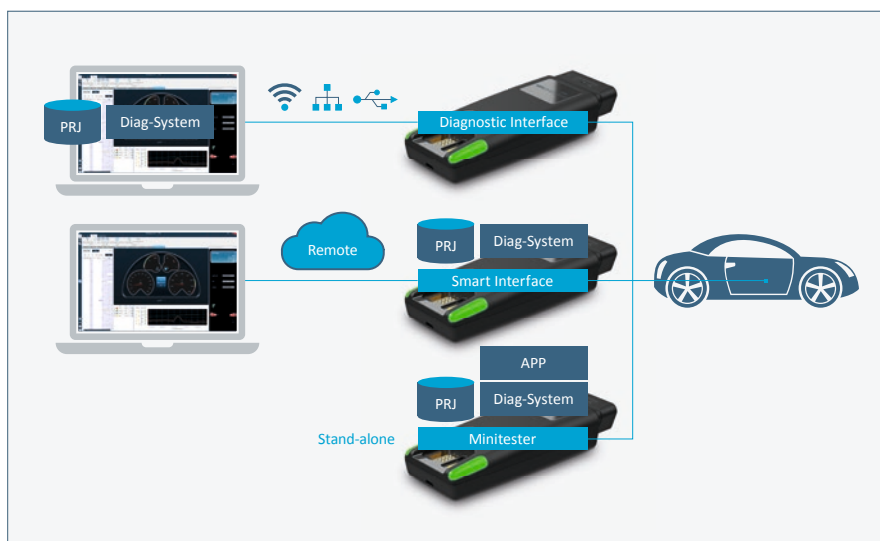 PRJ
Diag-System
Diagnostic Interface
Remote
PRJ
Diag-System
Smart Interface
APP
PRJ
Diag-System
Stand-alone
Minitester